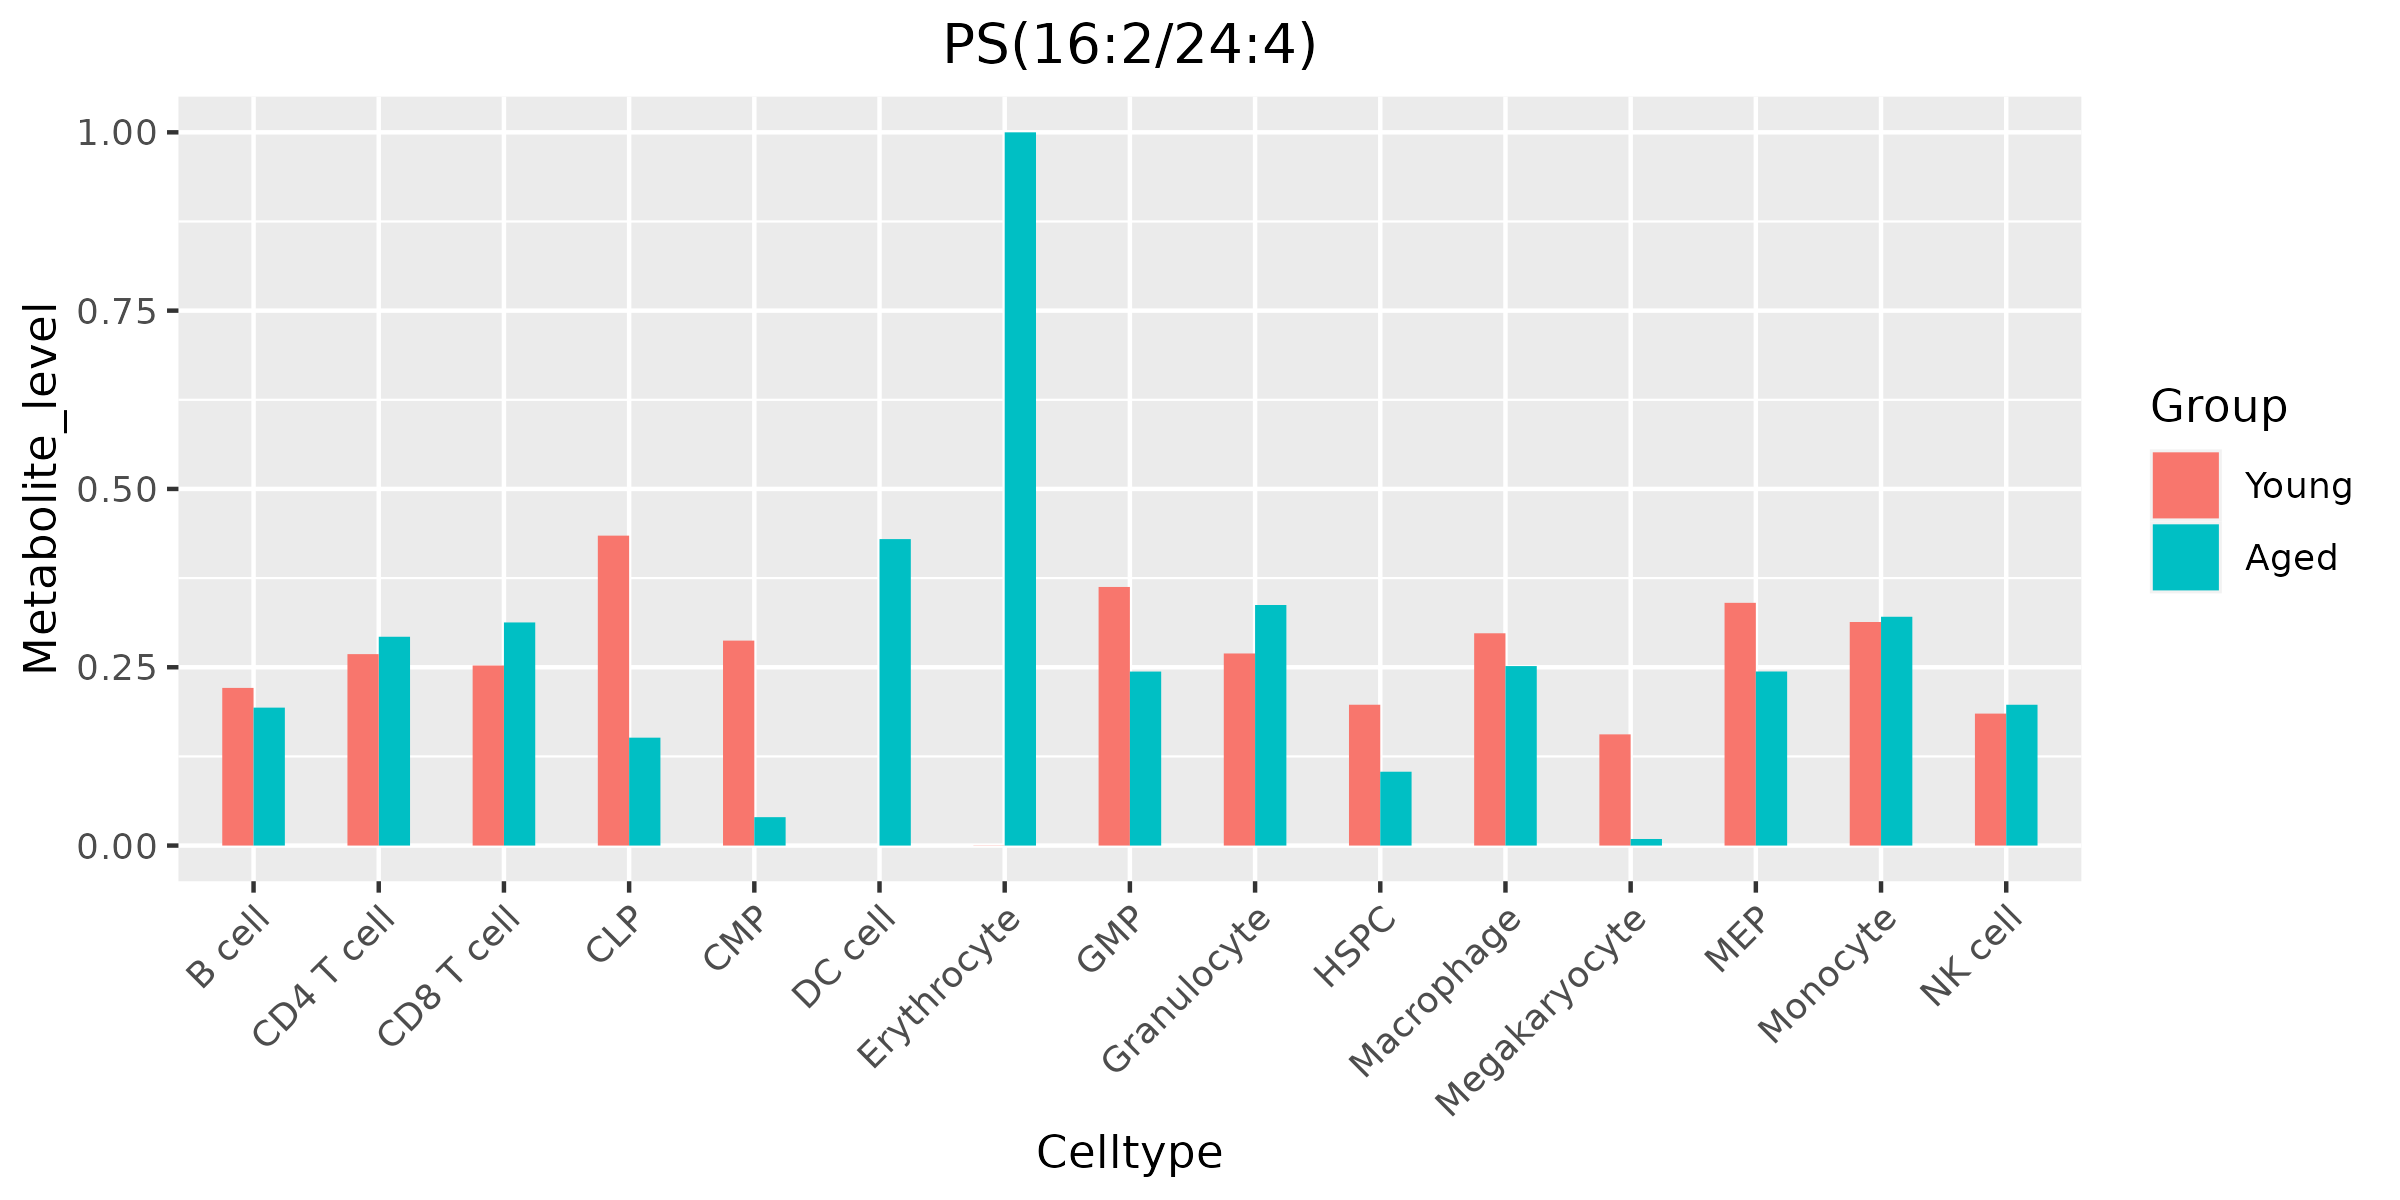 PS(16:2/24:4)
Metabolite_level
1.00
0.75
0.50
0.25
0.00
B cell
CD4 T cell
CD8 T cell
CLP
CMP
DC cell
Erythrocyte
GMP
Granulocyte
HSPC
Macrophage
Megakaryocyte
MEP
Monocyte
NK cell
Celltype
Group
Young
Aged